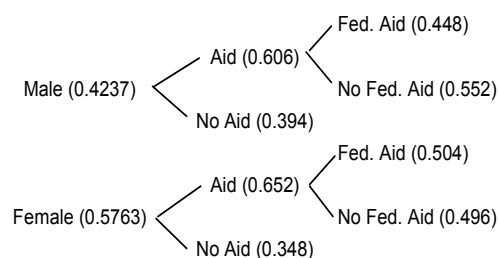 Fed. Aid (0.448)
Aid (0.606)
Male (0.4237)
No Fed. Aid (0.552)
No Aid (0.394)
Fed. Aid (0.504)
Aid (0.652)
Female (0.5763)
No Fed. Aid (0.496)
No Aid (0.348)